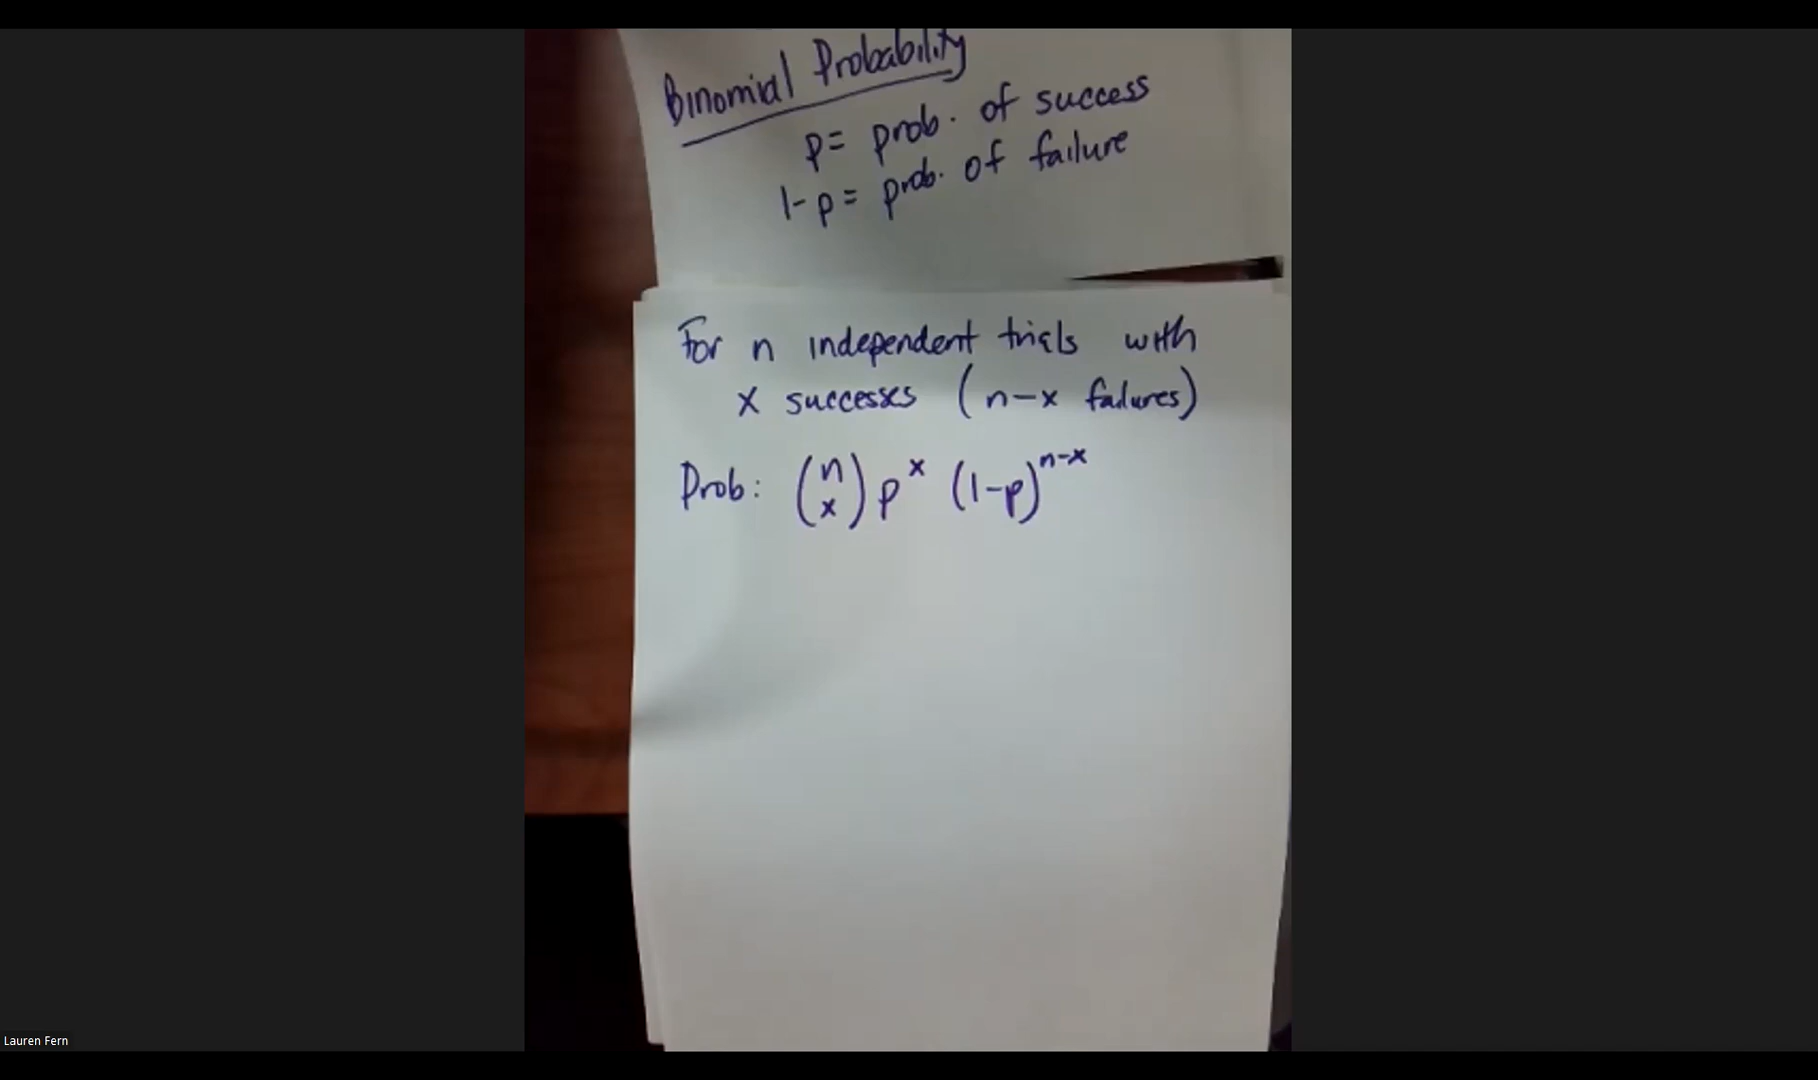 Binomial Probability
p= prob. of success
1-p= prob. of failure
For n independent trials with
x successes (n-x failures)
Prob: (n x) p^x (1-p)^n-x
Lauren Fern